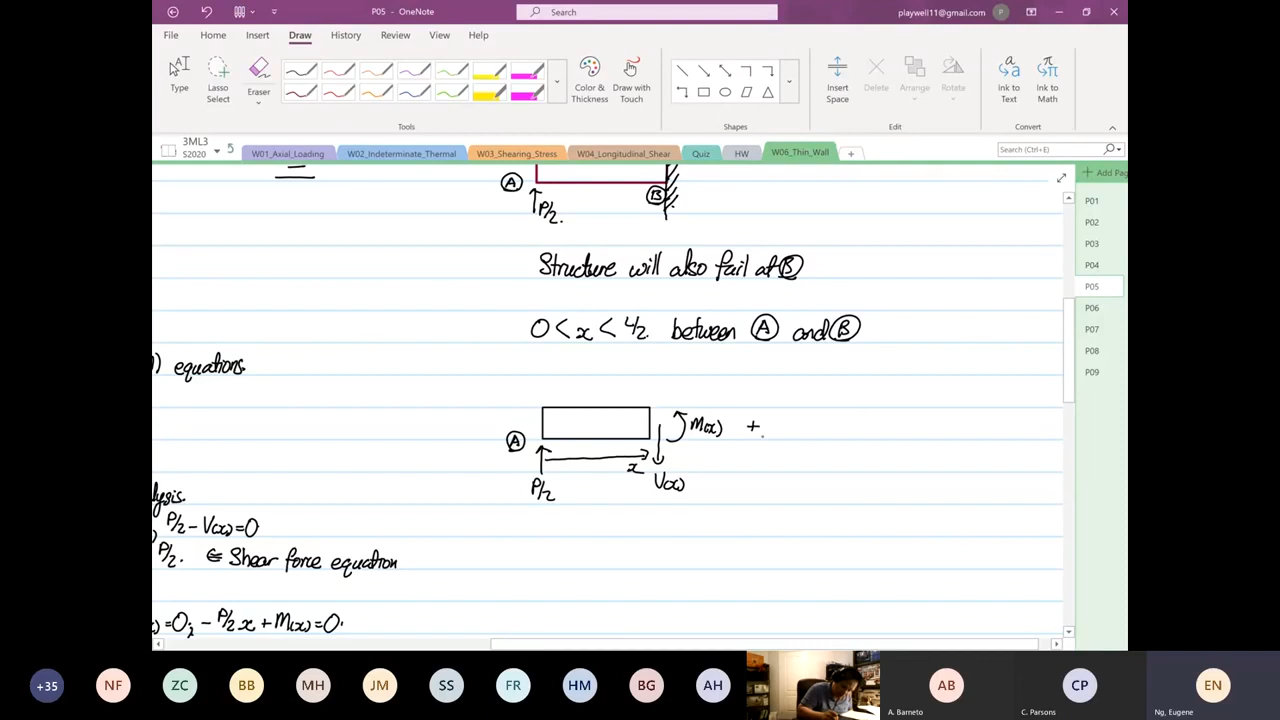 P05 - OneNote
Search
playwell11@gmail.com
P
File
Home
Insert
Draw
History
Review
View
Help
Type
Lasso
Select
Eraser
Color &
Thickness
Draw with
Touch
Insert
Space
Delete
Arrange
Rotate
Ink to
Text
Ink to
Math
Tools
Shapes
Edit
Convert
3ML3
S2020
W01_Axial_Loading
W02_Indeterminate_Thermal
W03_Shearing_Stress
W04_Longitudinal_Shear
Quiz
HW
W06_Thin_Wall
Search (Ctrl+E)
Add Pag
P01
P02
P03
P04
P05
P06
P07
P08
P09
A
B
P/2.
Structure will also fail at B
0 < x < L/2. between A and B
) equations.
A
M(x) +
x
P/2
V(x)
lysis.
P/2 - V(x) = 0
P/2. ⇐ Shear force equation
) = 0; - P/2 x + M(x) = 0.
+35
NF
ZC
BB
MH
JM
SS
FR
HM
BG
AH
AB
A. Barneto
CP
C. Parsons
EN
Ng, Eugene